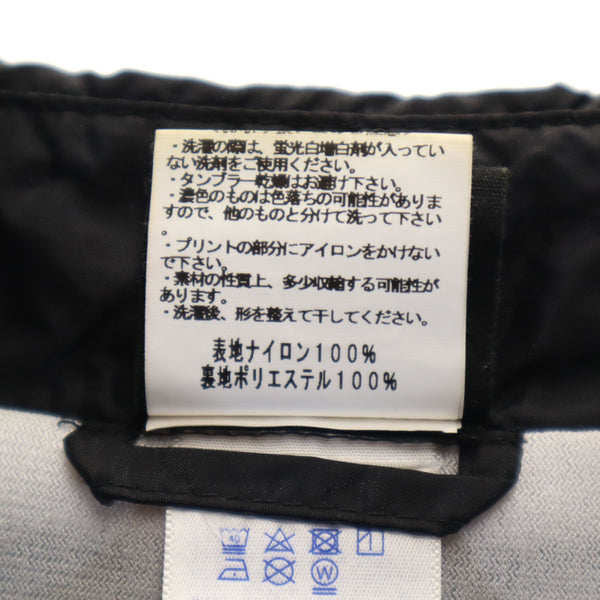 ・洗濯の際は、蛍光白増白剤が入ってい
ない洗剤をご使用ください。
・タンブラー乾燥はお避け下さい。
・濃色のものは色落ちの可能性がありま
すので、他のものと分けて洗って下さい
。
・プリントの部分にアイロンをかけない
で下さい。
・素材の性質上、多少収縮する可能性が
あります。
・洗濯後、形を整えて干してください。
表地ナイロン100%
裏地ポリエステル100%
40
W